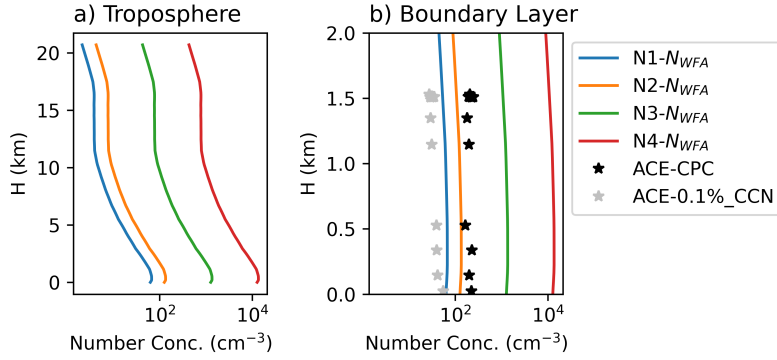 a) Troposphere
b) Boundary Layer
H (km)
20
15
10
5
0
10²
10⁴
Number Conc. (cm⁻³)
H (km)
2.0
1.5
1.0
0.5
0.0
10²
10⁴
Number Conc. (cm⁻³)
N1-N_WFA
N2-N_WFA
N3-N_WFA
N4-N_WFA
ACE-CPC
ACE-0.1%_CCN